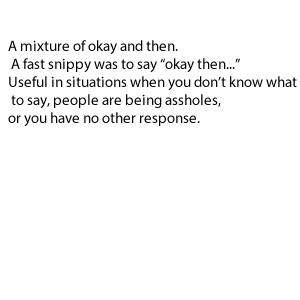 A mixture of okay and then.
A fast snippy was to say “okay then...”
Useful in situations when you don’t know what
to say, people are being assholes,
or you have no other response.